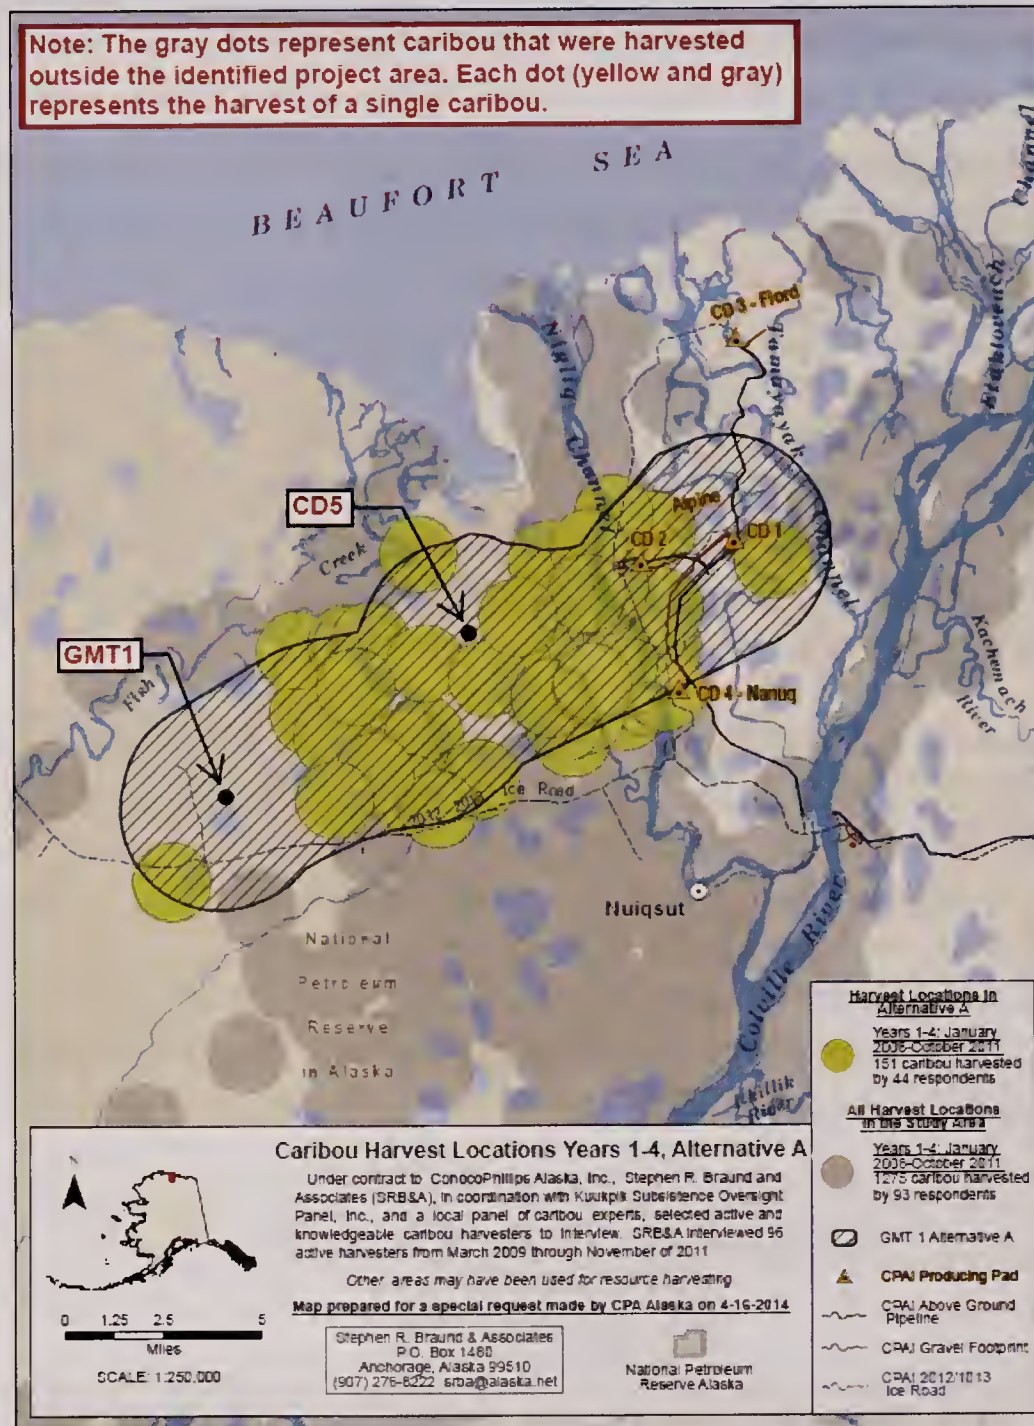 Note: The gray dots represent caribou that were harvested
outside the identified project area. Each dot (yellow and gray)
represents the harvest of a single caribou.
BEAUFORT SEA
Nigliq Channel
CD 3 - Fiord
Tamayayak Channel
Elaktoveach Channel
CD5
Alpine
CD 2
CD 1
Creek
GMT1
Fish
CD 4 - Nanuq
Kachemach
River
2012 - 2013 Ice Road
Nuiqsut
Colville River
National
Petroleum
Reserve
in Alaska
River
Harvest Locations in
Alternative A
Years 1-4: January
2008-October 2011
151 caribou harvested
by 44 respondents
All Harvest Locations
in the Study Area
Years 1-4: January
2008-October 2011
1275 caribou harvested
by 93 respondents
GMT 1 Alternative A
CPAI Producing Pad
CPAI Above Ground
Pipeline
CPAI Gravel Footprint
CPAI 2012/1013
Ice Road
Caribou Harvest Locations Years 1-4, Alternative A
Under contract to ConocoPhillips Alaska, Inc., Stephen R. Braund and
Associates (SRB&A), in coordination with Kuukpik Subsistence Oversight
Panel, Inc., and a local panel of caribou experts, selected active and
knowledgeable caribou harvesters to interview. SRB&A interviewed 96
active harvesters from March 2009 through November of 2011
Other areas may have been used for resource harvesting
Map prepared for a special request made by CPA Alaska on 4-16-2014
N
0 1.25 2.5 5
Miles
SCALE: 1:250,000
Stephen R. Braund & Associates
P.O. Box 1480
Anchorage, Alaska 99510
(907) 276-8222 srba@alaska.net
National Petroleum
Reserve Alaska